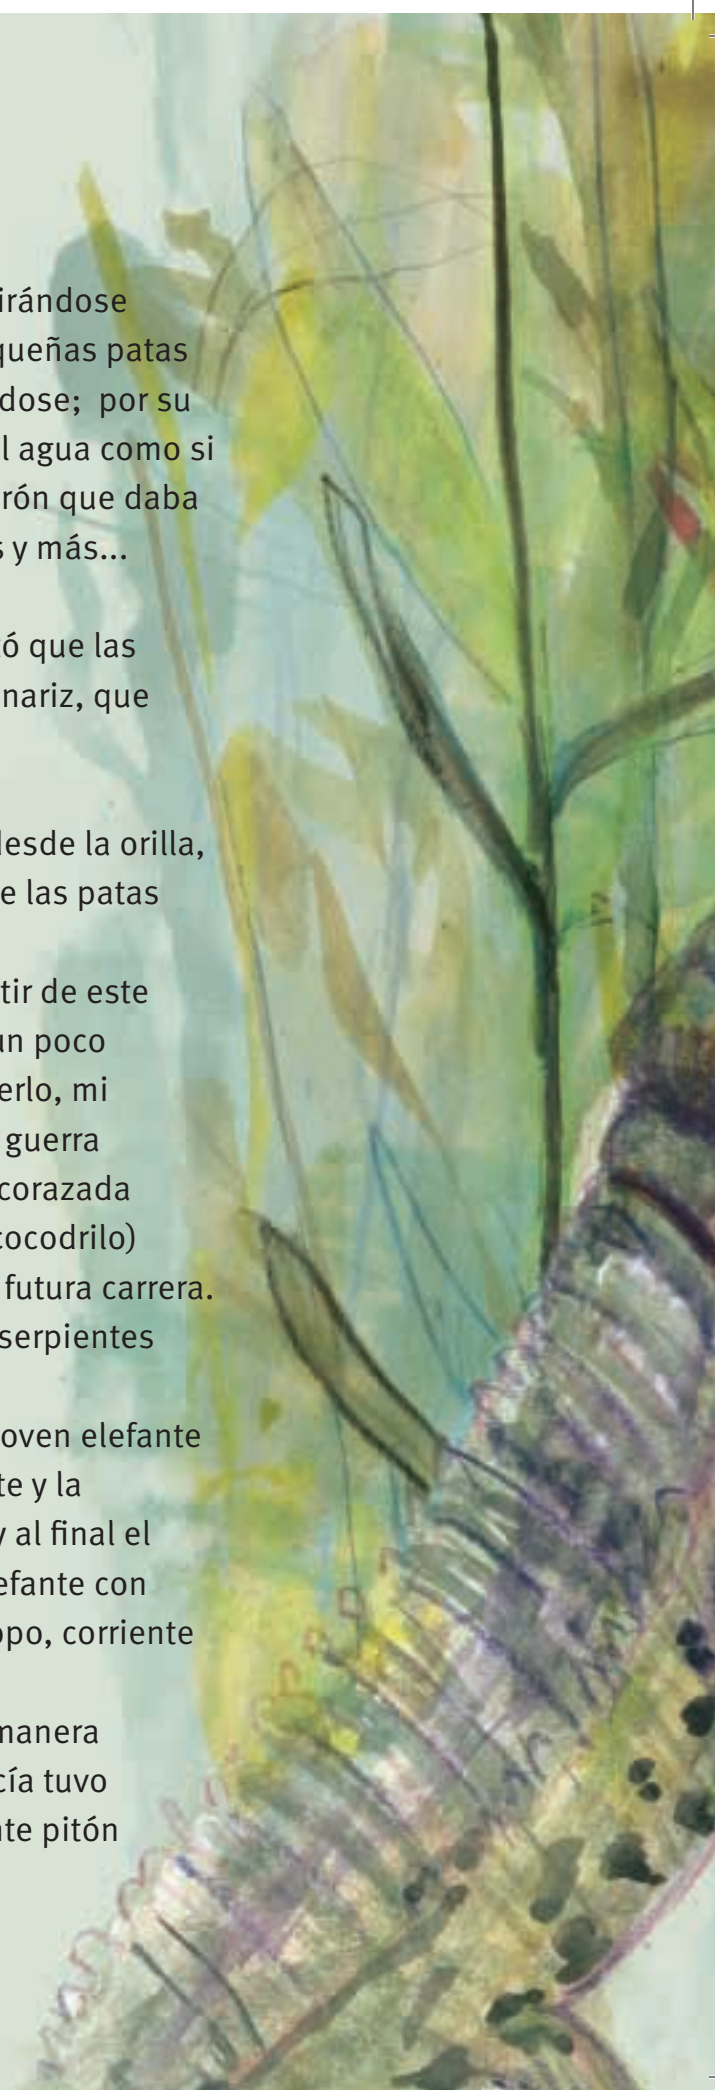 irándose
queñas patas
dose; por su
l agua como si
rón que daba
s y más...
ó que las
nariz, que
desde la orilla,
e las patas
tir de este
un poco
erlo, mi
guerra
corazada
cocodrilo)
futura carrera.
serpientes
oven elefante
te y la
y al final el
efante con
opo, corriente
manera
cía tuvo
nte pitón